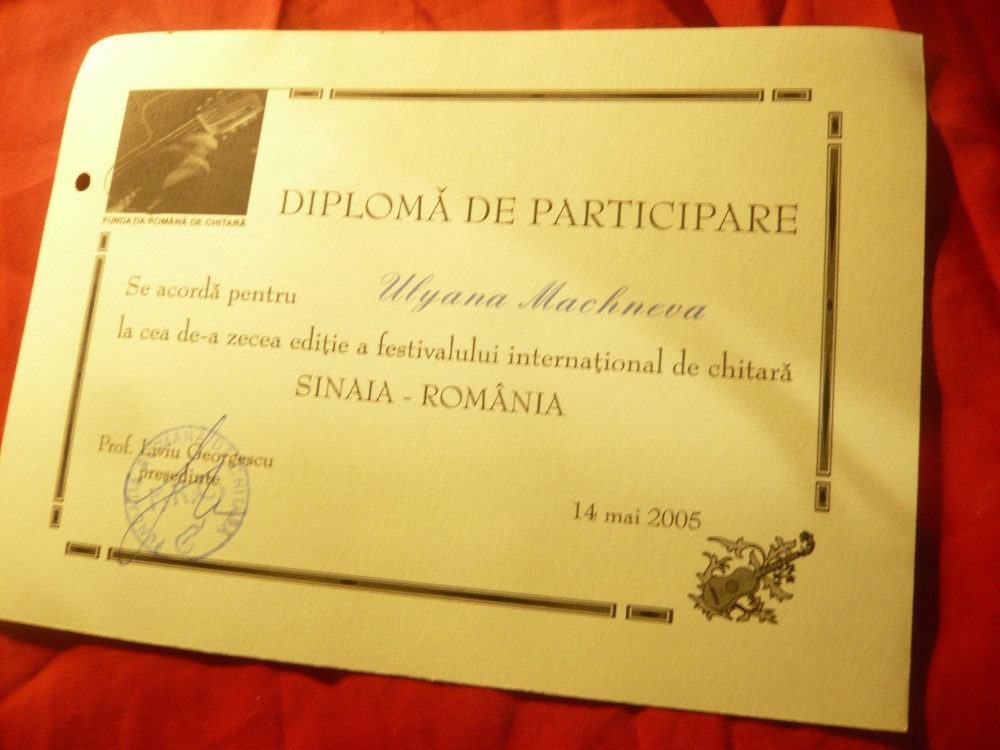 FUNDAȚIA ROMÂNĂ DE CHITARĂ
DIPLOMĂ DE PARTICIPARE
Se acordă pentru Ulyana Machneva
la cea de-a zecea ediție a festivalului internațional de chitară
SINAIA - ROMÂNIA
Prof. Liviu Georgescu
președinte
14 mai 2005